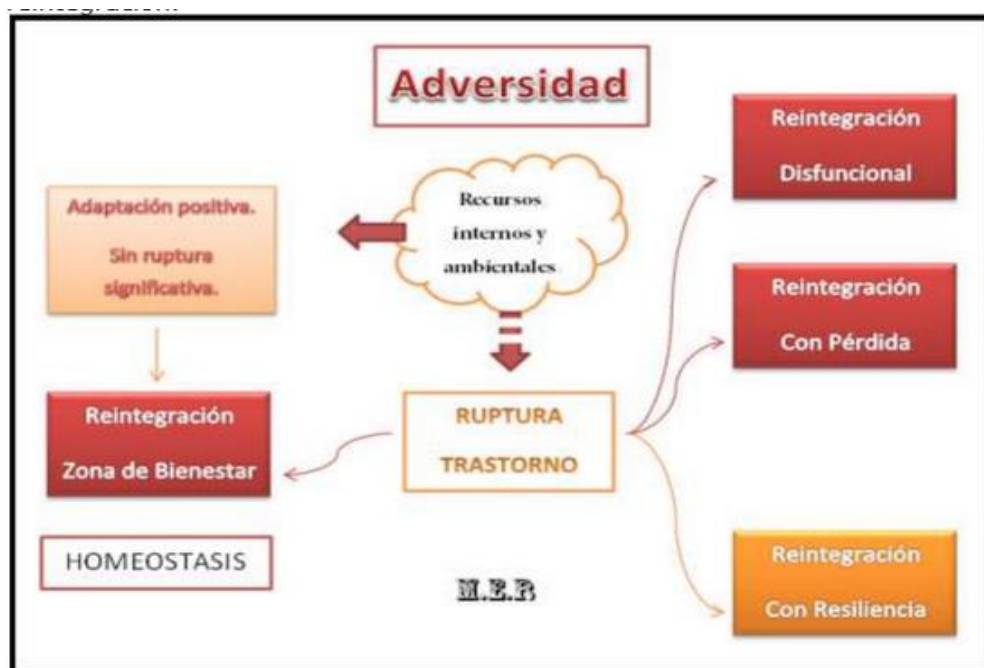 Adversidad
Recursos
internos y
ambientales
Adaptación positiva.
Sin ruptura
significativa.
Reintegración
Zona de Bienestar
HOMEOSTASIS
RUPTURA
TRASTORNO
M.E.R
Reintegración
Disfuncional
Reintegración
Con Pérdida
Reintegración
Con Resiliencia